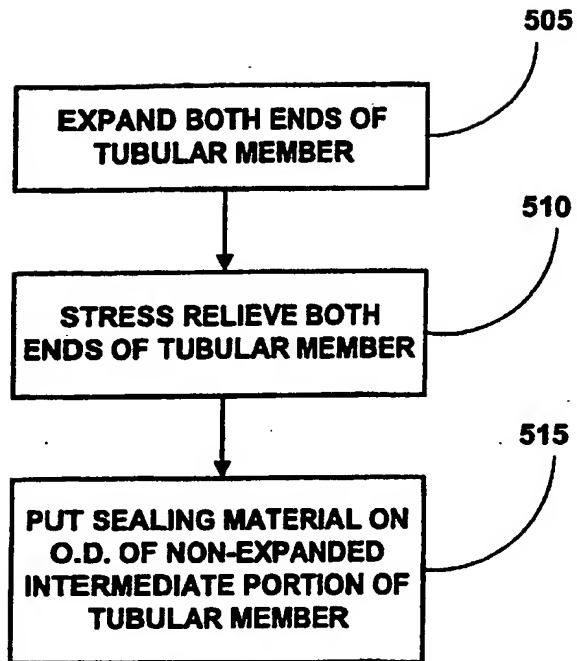 505
EXPAND BOTH ENDS OF
TUBULAR MEMBER
510
STRESS RELIEVE BOTH
ENDS OF TUBULAR MEMBER
515
PUT SEALING MATERIAL ON
O.D. OF NON-EXPANDED
INTERMEDIATE PORTION OF
TUBULAR MEMBER